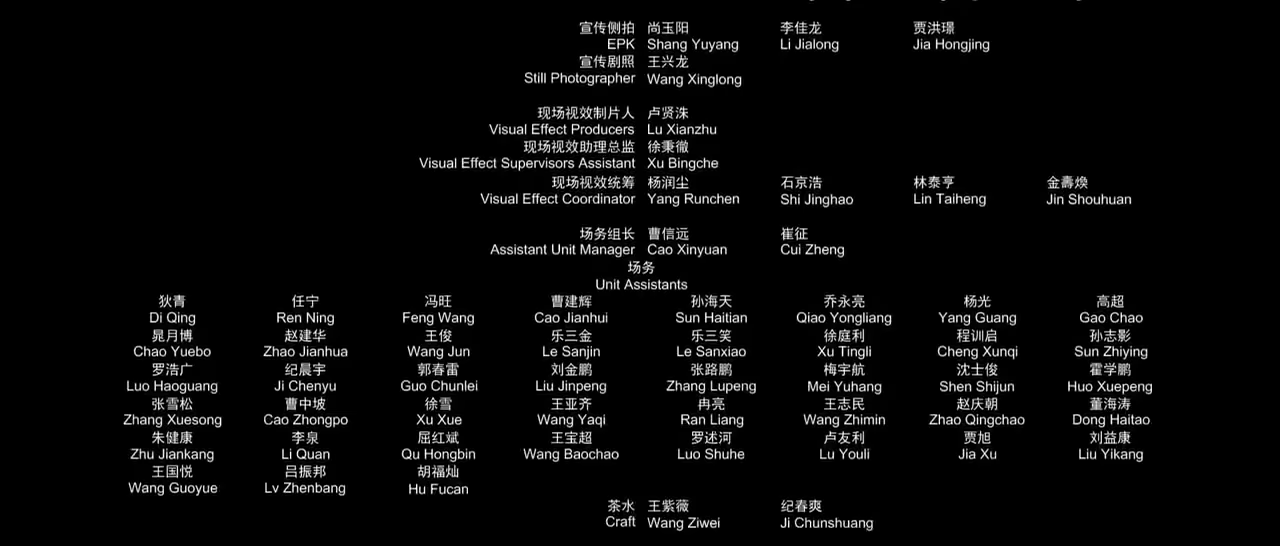 宣传侧拍 尚玉阳 李佳龙 贾洪璟
EPK Shang Yuyang Li Jialong Jia Hongjing
宣传剧照 王兴龙
Still Photographer Wang Xinglong
现场视效制片人 卢贤洙
Visual Effect Producers Lu Xianzhu
现场视效助理总监 徐秉徹
Visual Effect Supervisors Assistant Xu Bingche
现场视效统筹 杨润尘 石京浩 林泰亨 金壽煥
Visual Effect Coordinator Yang Runchen Shi Jinghao Lin Taiheng Jin Shouhuan
场务组长 曹信远 崔征
Assistant Unit Manager Cao Xinyuan Cui Zheng
场务
Unit Assistants
狄青 任宁 冯旺 曹建辉 孙海天 乔永亮 杨光 高超
Di Qing Ren Ning Feng Wang Cao Jianhui Sun Haitian Qiao Yongliang Yang Guang Gao Chao
晁月博 赵建华 王俊 乐三金 乐三笑 徐庭利 程训启 孙志影
Chao Yuebo Zhao Jianhua Wang Jun Le Sanjin Le Sanxiao Xu Tingli Cheng Xunqi Sun Zhiying
罗浩广 纪晨宇 郭春雷 刘金鹏 张路鹏 梅宇航 沈士俊 霍学鹏
Luo Haoguang Ji Chenyu Guo Chunlei Liu Jinpeng Zhang Lupeng Mei Yuhang Shen Shijun Huo Xuepeng
张雪松 曹中坡 徐雪 王亚齐 冉亮 王志民 赵庆朝 董海涛
Zhang Xuesong Cao Zhongpo Xu Xue Wang Yaqi Ran Liang Wang Zhimin Zhao Qingchao Dong Haitao
朱健康 李泉 屈红斌 王宝超 罗述河 卢友利 贾旭 刘益康
Zhu Jiankang Li Quan Qu Hongbin Wang Baochao Luo Shuhe Lu Youli Jia Xu Liu Yikang
王国悦 吕振邦 胡福灿
Wang Guoyue Lv Zhenbang Hu Fucan
茶水 王紫薇 纪春爽
Craft Wang Ziwei Ji Chunshuang